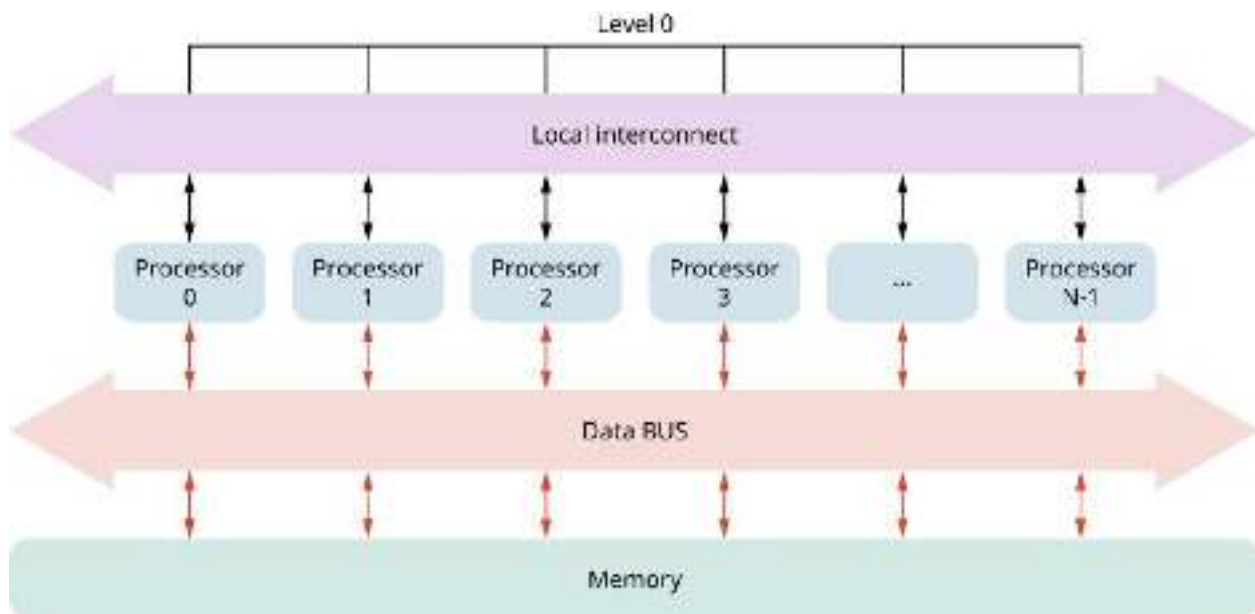 Level 0
Local interconnect
Processor
0
Processor
1
Processor
2
Processor
3
...
Processor
N-1
Data BUS
Memory